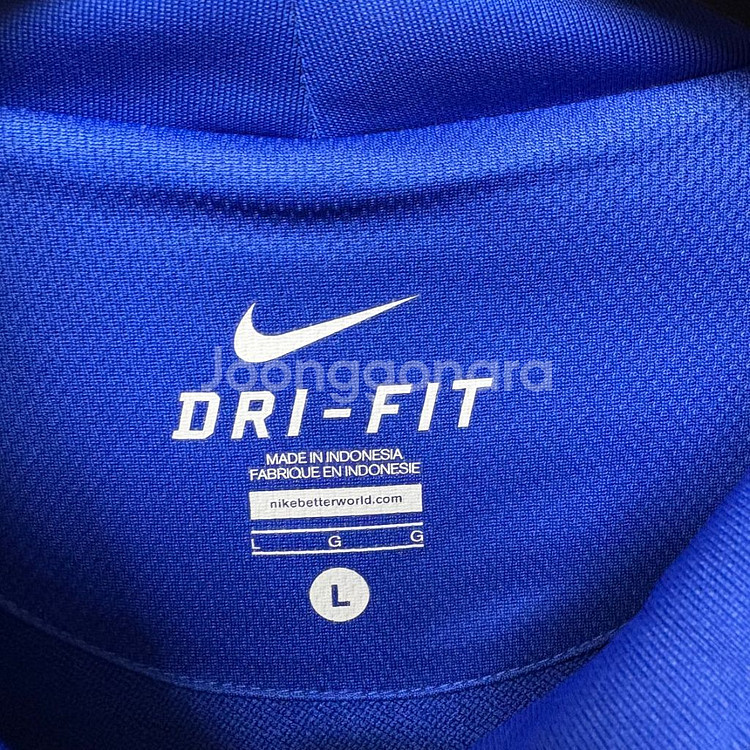 Joonggonara
DRI-FIT
MADE IN INDONESIA
FABRIQUE EN INDONESIE
nikebetterworld.com
L G G
L